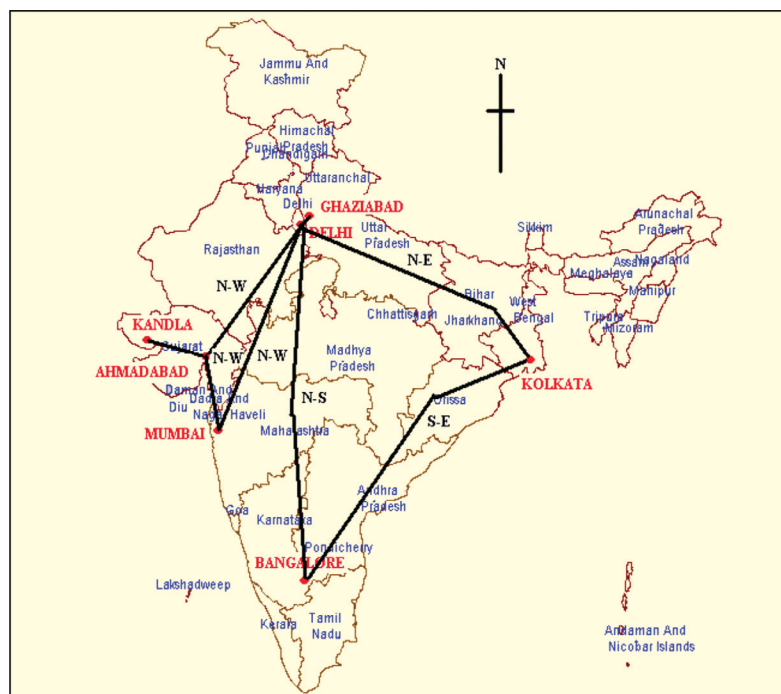 Jammu And
Kashmir
N
Himachal
Pradesh
Punjab
Chandigarh
Uttaranchal
Haryana
Delhi
GHAZIABAD
DELHI
Uttar
Pradesh
Sikkim
Arunachal
Pradesh
Rajasthan
N-E
Assam
Nagaland
Meghalaya
Manipur
N-W
Bihar
West
Bengal
Chhattisgarh
Jharkhand
Tripura
Mizoram
KANDLA
Gujarat
N-W
N-W
Madhya
Pradesh
AHMADABAD
KOLKATA
Daman And
Diu
Dadra And
Nagar Haveli
N-S
Orissa
S-E
MUMBAI
Maharashtra
Andhra
Pradesh
Goa
Karnataka
Pondicherry
BANGALORE
Lakshadweep
Kerala
Tamil
Nadu
Andaman And
Nicobar Islands